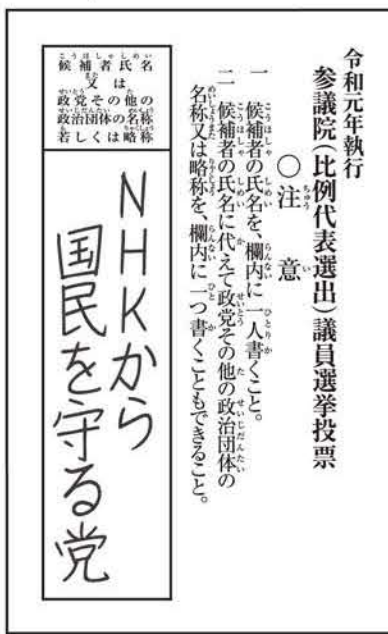 令和元年執行
参議院(比例代表選出)議員選挙投票
〇注意
一 候補者の氏名を、欄内に一人書くこと。
二 候補者の氏名に代えて政党その他の政治団体の
名称又は略称を、欄内に一つ書くこともできること。
候補者氏名
又は
政党その他の
政治団体の名称
若しくは略称
NHKから
国民を守る党